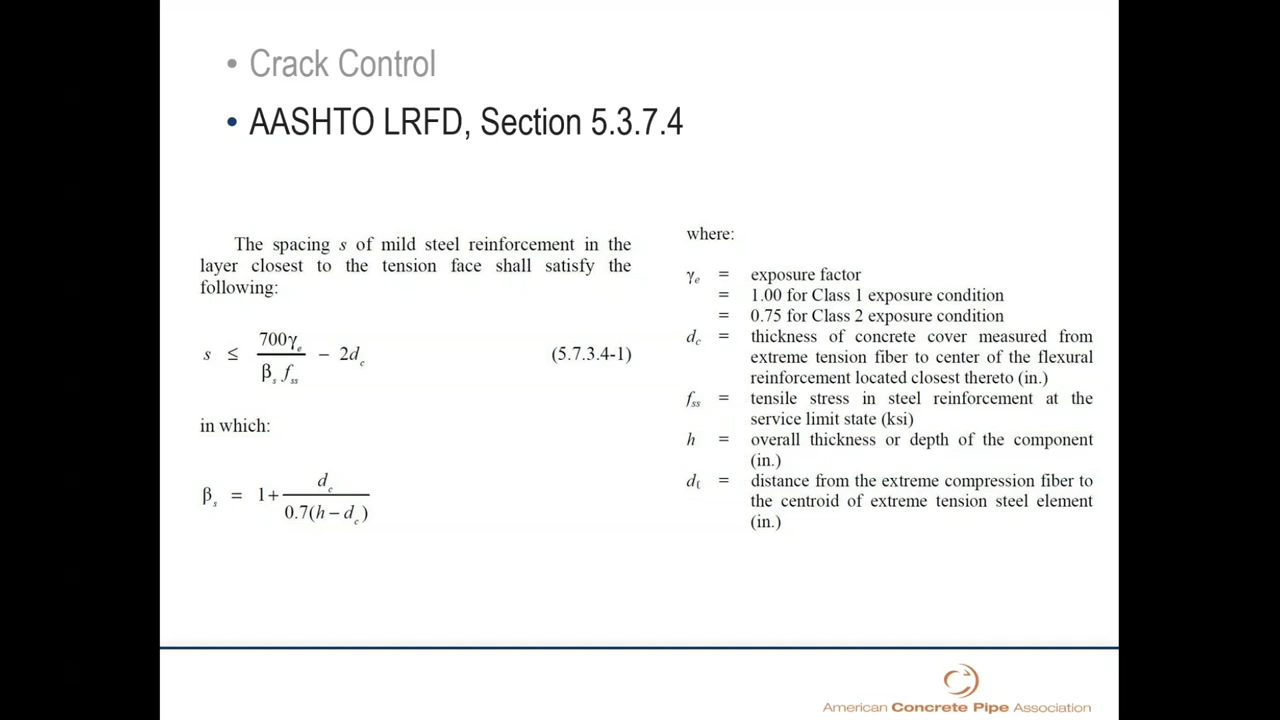 • Crack Control
• AASHTO LRFD, Section 5.3.7.4
The spacing s of mild steel reinforcement in the
layer closest to the tension face shall satisfy the
following:
s ≤ 700γe / βs fss − 2dc (5.7.3.4-1)
in which:
βs = 1+ dc / 0.7(h − dc)
where:
γe = exposure factor
= 1.00 for Class 1 exposure condition
= 0.75 for Class 2 exposure condition
dc = thickness of concrete cover measured from
extreme tension fiber to center of the flexural
reinforcement located closest thereto (in.)
fss = tensile stress in steel reinforcement at the
service limit state (ksi)
h = overall thickness or depth of the component
(in.)
dt = distance from the extreme compression fiber to
the centroid of extreme tension steel element
(in.)
American Concrete Pipe Association